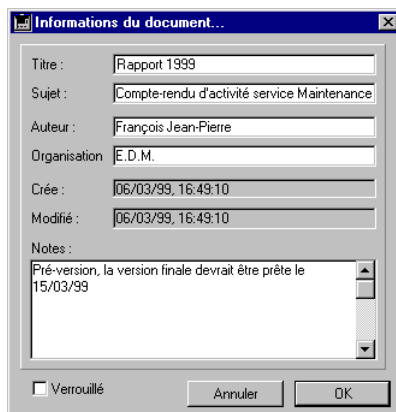 Informations du document...
Titre : Rapport 1999
Sujet : Compte-rendu d'activité service Maintenance
Auteur : François Jean-Pierre
Organisation E.D.M.
Crée : 06/03/99, 16:49:10
Modifié : 06/03/99, 16:49:10
Notes :
Pré-version, la version finale devrait être prête le
15/03/99
Verrouillé Annuler OK